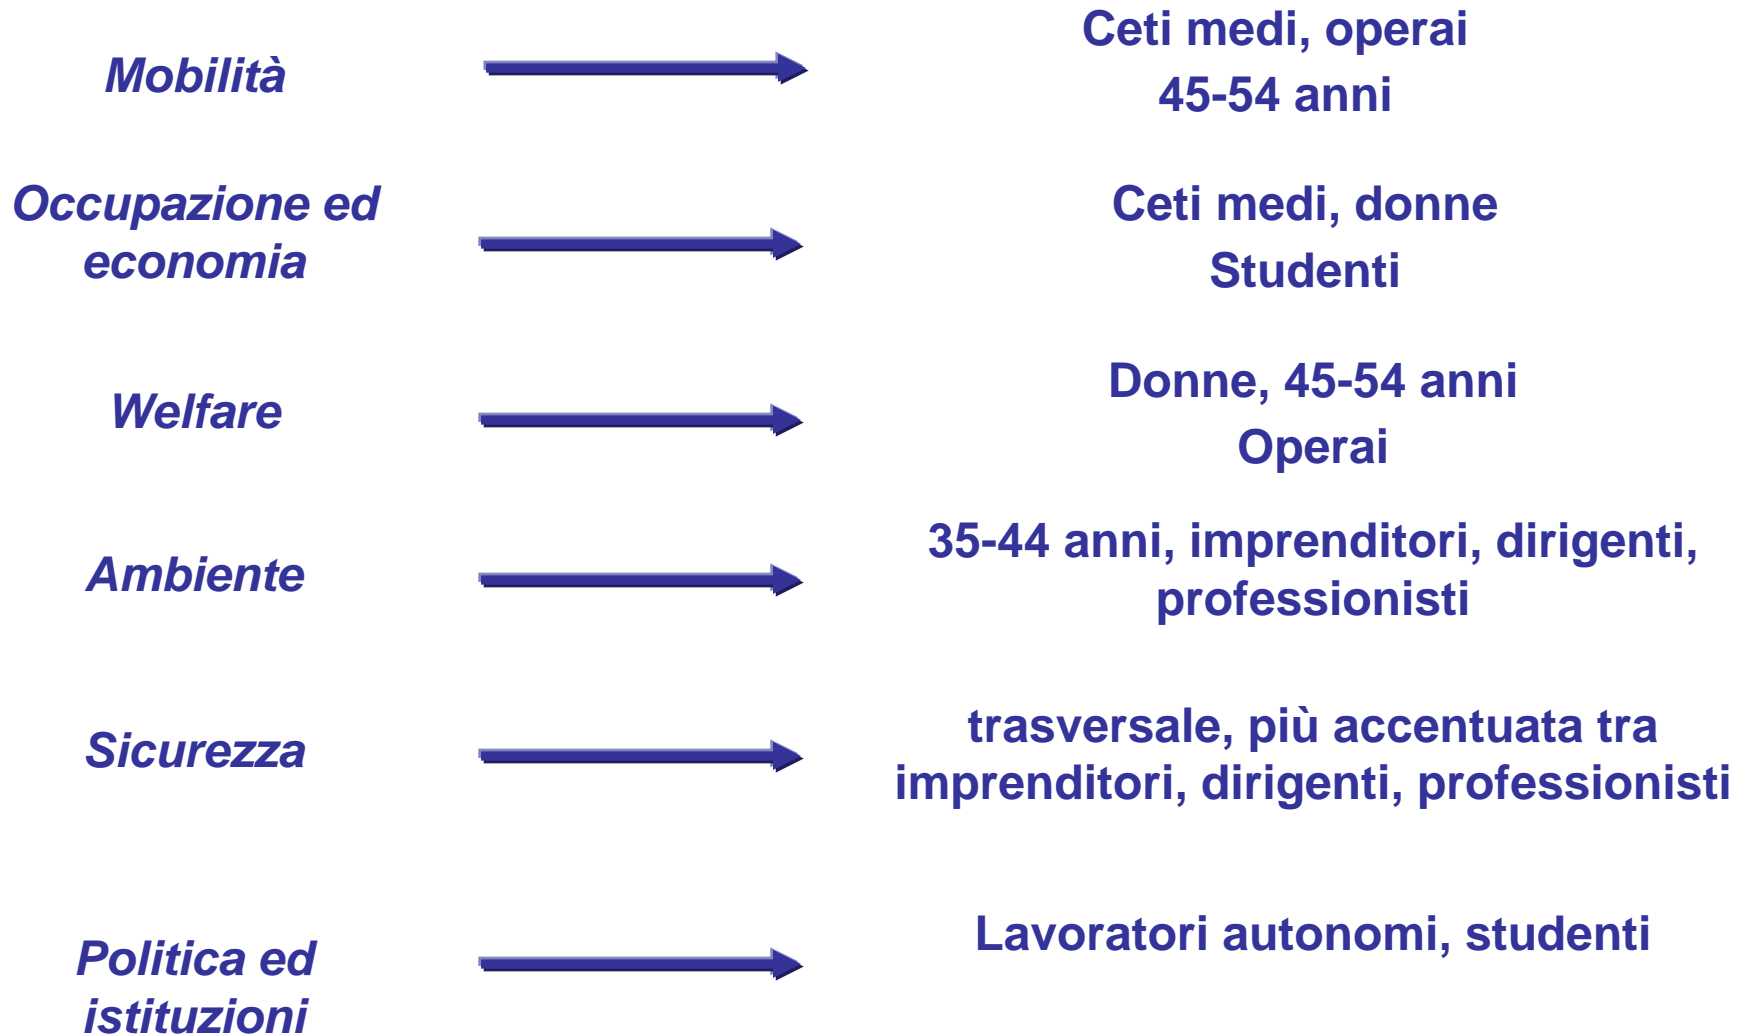 Mobilità
Ceti medi, operai
45-54 anni
Occupazione ed
economia
Ceti medi, donne
Studenti
Welfare
Donne, 45-54 anni
Operai
Ambiente
35-44 anni, imprenditori, dirigenti,
professionisti
Sicurezza
trasversale, più accentuata tra
imprenditori, dirigenti, professionisti
Politica ed
istituzioni
Lavoratori autonomi, studenti